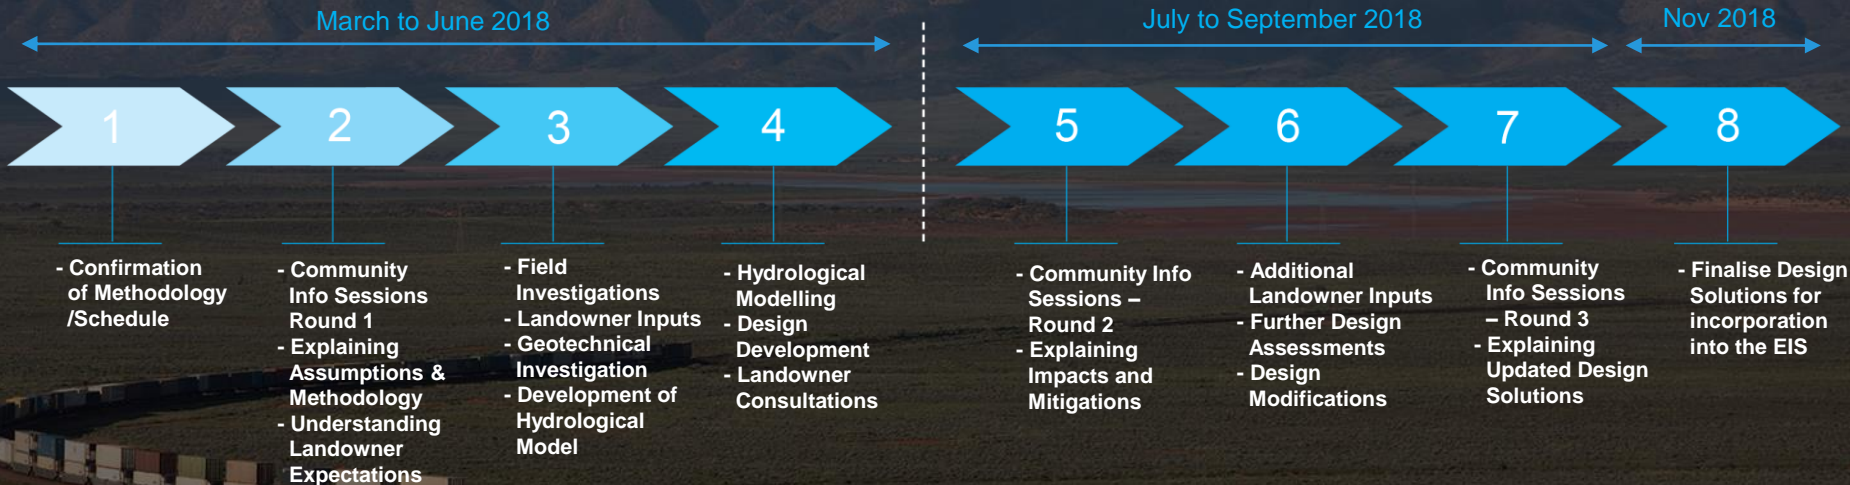 March to June 2018
July to September 2018
Nov 2018
1
2
3
4
5
6
7
8
- Confirmation
of Methodology
/Schedule
- Community
Info Sessions
Round 1
- Explaining
Assumptions &
Methodology
- Understanding
Landowner
Expectations
- Field
Investigations
- Landowner Inputs
- Geotechnical
Investigation
- Development of
Hydrological
Model
- Hydrological
Modelling
- Design
Development
- Landowner
Consultations
- Community Info
Sessions –
Round 2
- Explaining
Impacts and
Mitigations
- Additional
Landowner Inputs
- Further Design
Assessments
- Design
Modifications
- Community
Info Sessions
– Round 3
- Explaining
Updated Design
Solutions
- Finalise Design
Solutions for
incorporation
into the EIS